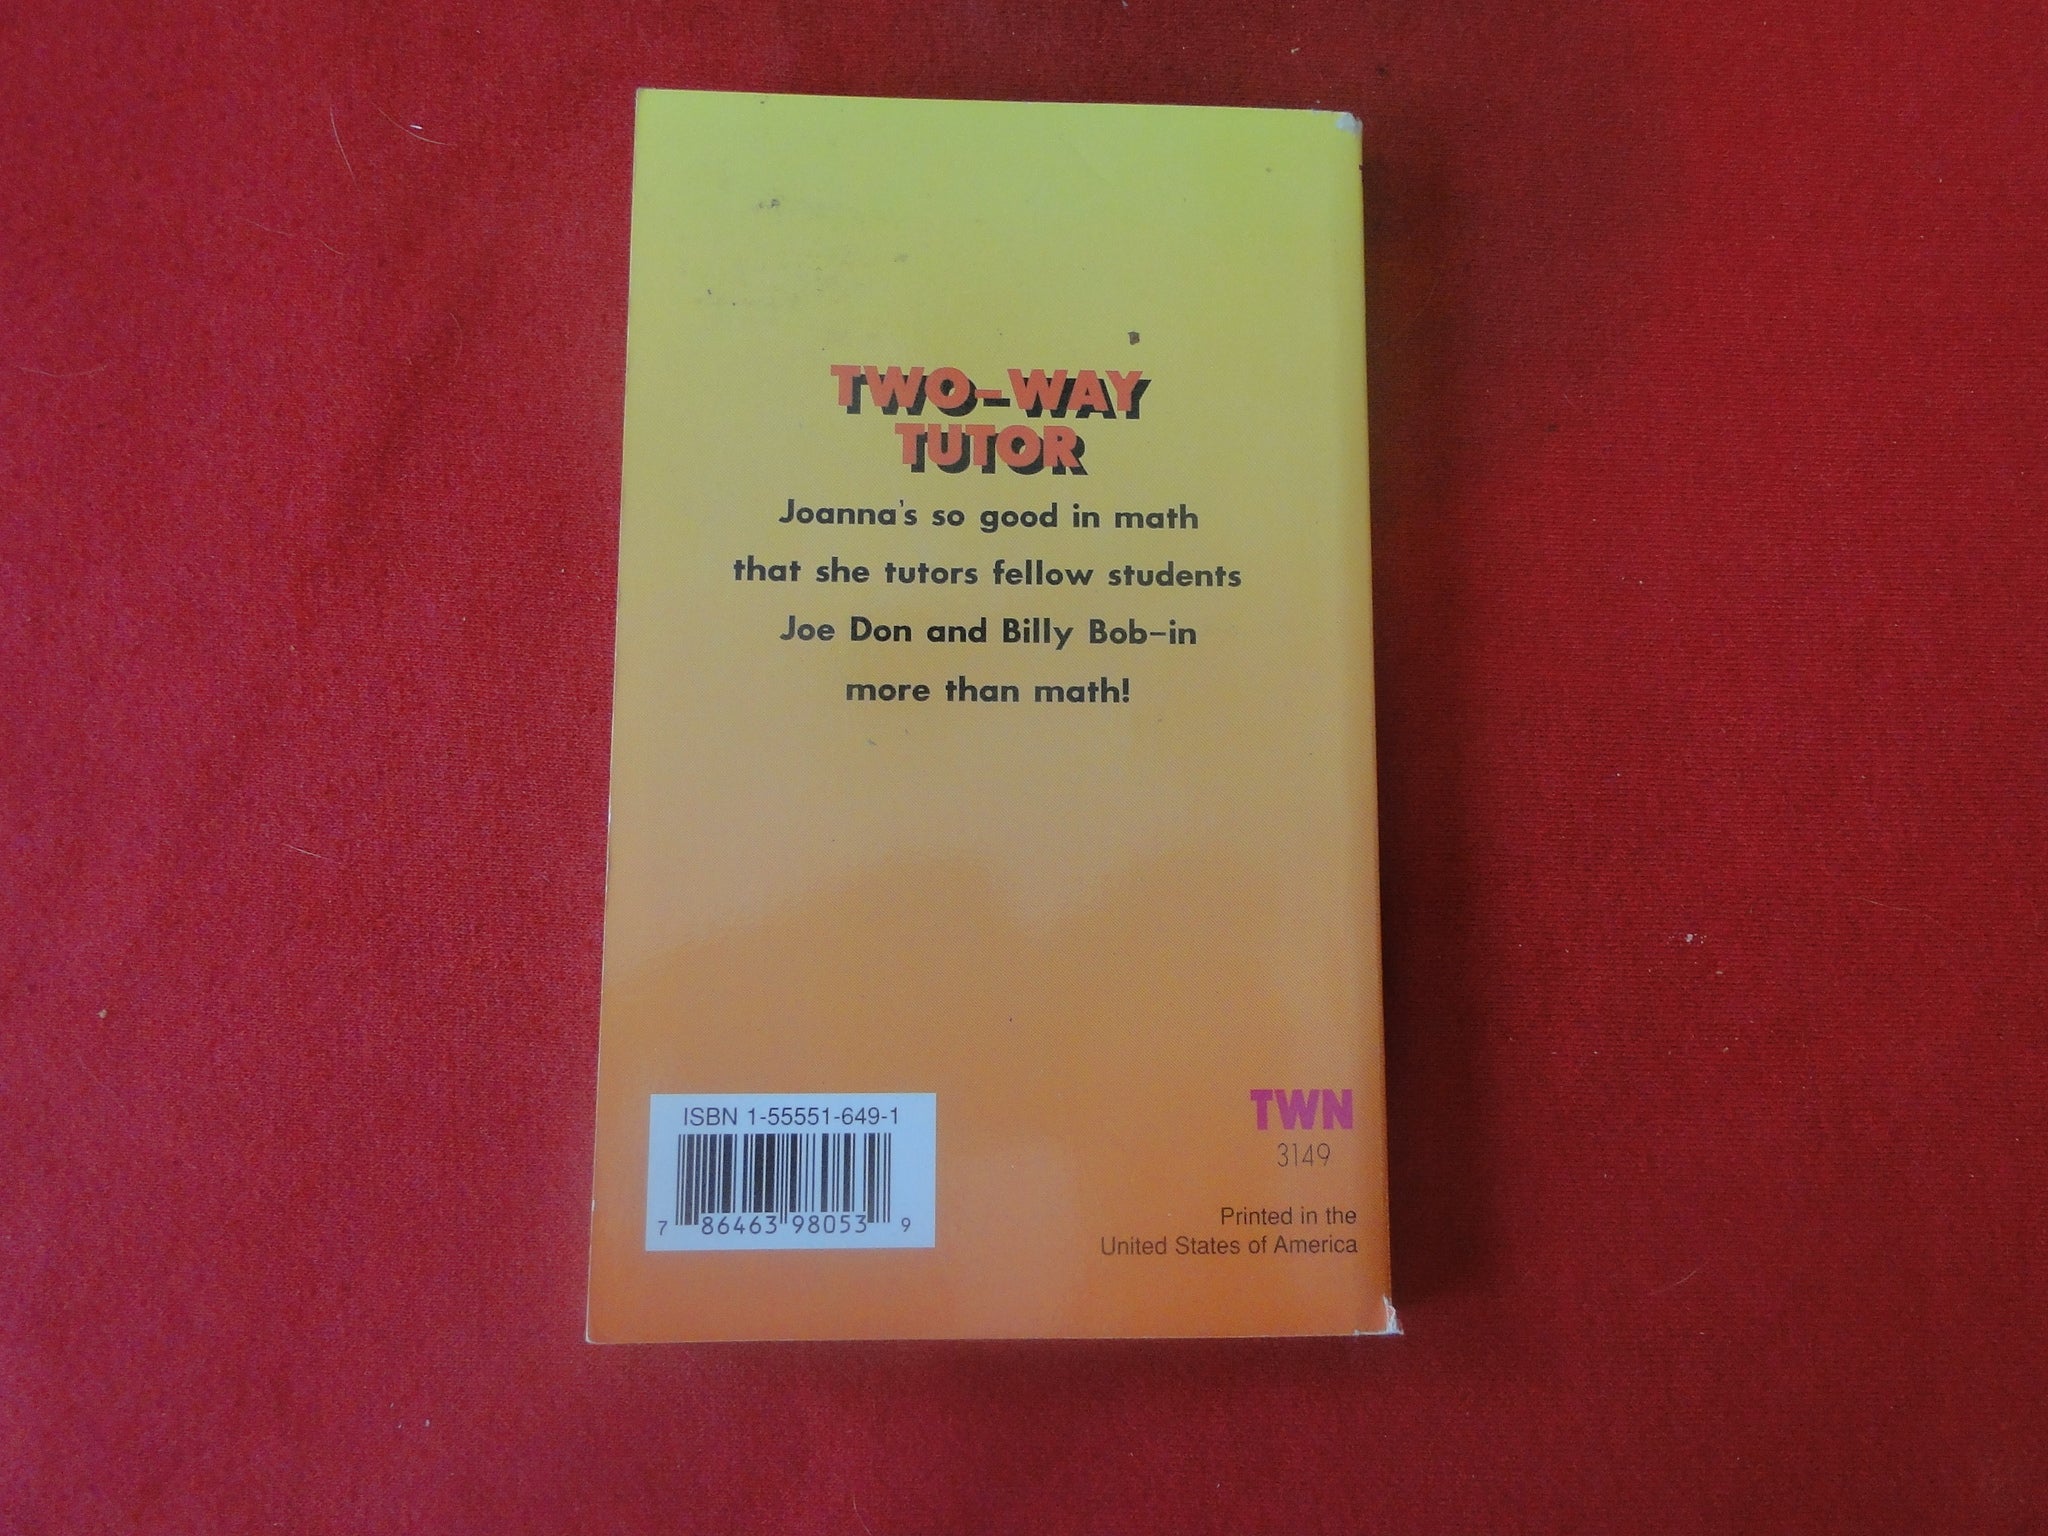 TWO-WAY
TUTOR
Joanna's so good in math
that she tutors fellow students
Joe Don and Billy Bob-in
more than math!
ISBN 1-55551-649-1
7 86463 98053 9
TWN
3149
Printed in the
United States of America